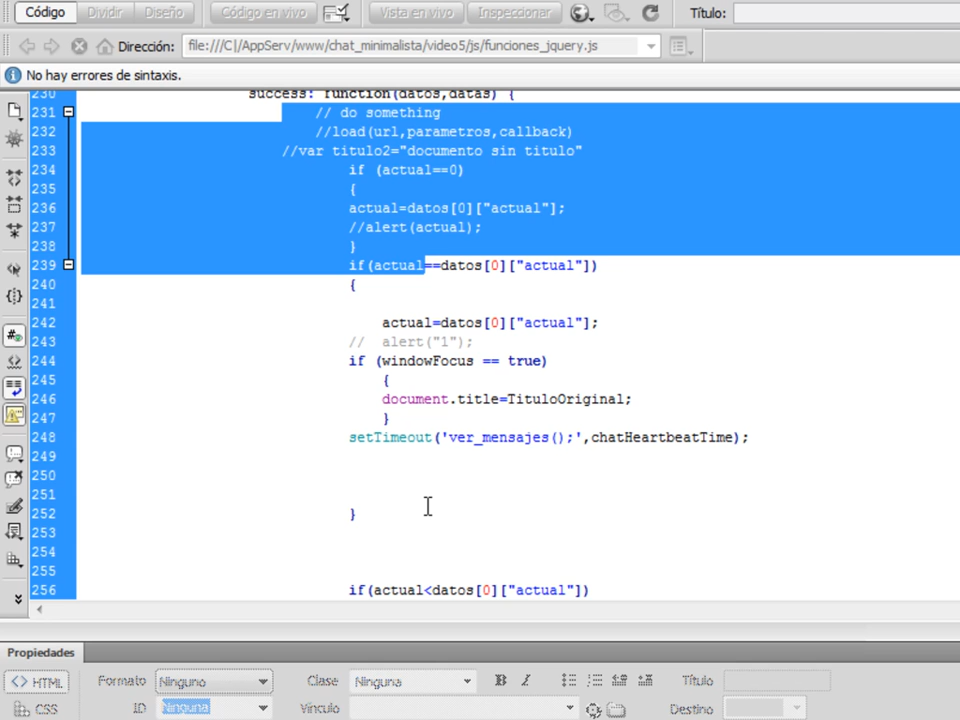 Código Dividir Diseño Código en vivo Vista en vivo Inspeccionar Título:
Dirección: file:///C|/AppServ/www/chat_minimalista/video5/js/funciones_jquery.js
No hay errores de sintaxis.
230 success: function(datos,datas) {
231 // do something
232 //load(url,parametros,callback)
233 //var titulo2="documento sin titulo"
234 if (actual==0)
235 {
236 actual=datos[0]["actual"];
237 //alert(actual);
238 }
239 if(actual==datos[0]["actual"])
240 {
241
242 actual=datos[0]["actual"];
243 // alert("1");
244 if (windowFocus == true)
245 {
246 document.title=TituloOriginal;
247 }
248 setTimeout('ver_mensajes();',chatHeartbeatTime);
249
250
251
252 }
253
254
255
256 if(actual<datos[0]["actual"])
Propiedades
<> HTML Formato Ninguno Clase Ninguna B I Título
CSS ID Ninguna Vínculo Destino